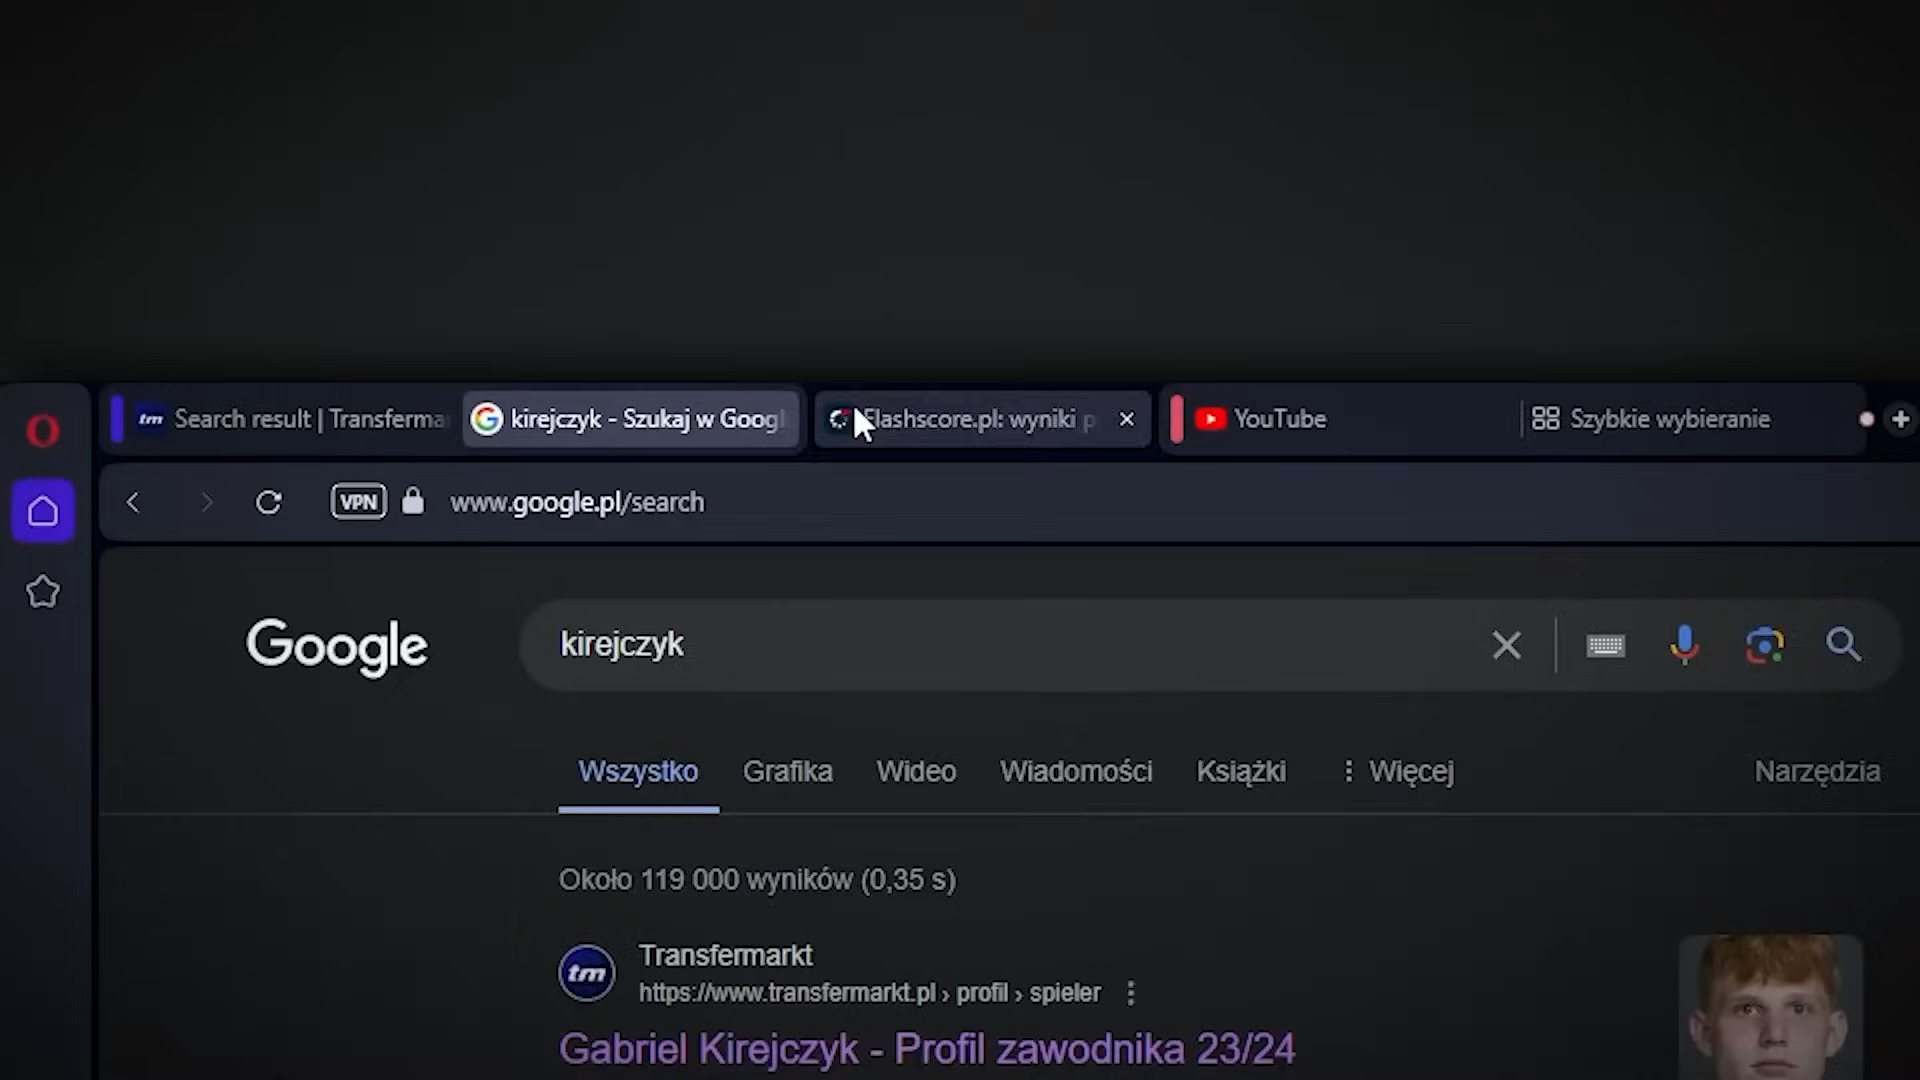 tm Search result | Transferma
kirejczyk - Szukaj w Googl
Flashscore.pl: wyniki p
YouTube
Szybkie wybieranie
VPN
www.google.pl/search
Google
kirejczyk
Wszystko
Grafika
Wideo
Wiadomości
Książki
Więcej
Narzędzia
Około 119 000 wyników (0,35 s)
tm
Transfermarkt
https://www.transfermarkt.pl › profil › spieler
Gabriel Kirejczyk - Profil zawodnika 23/24